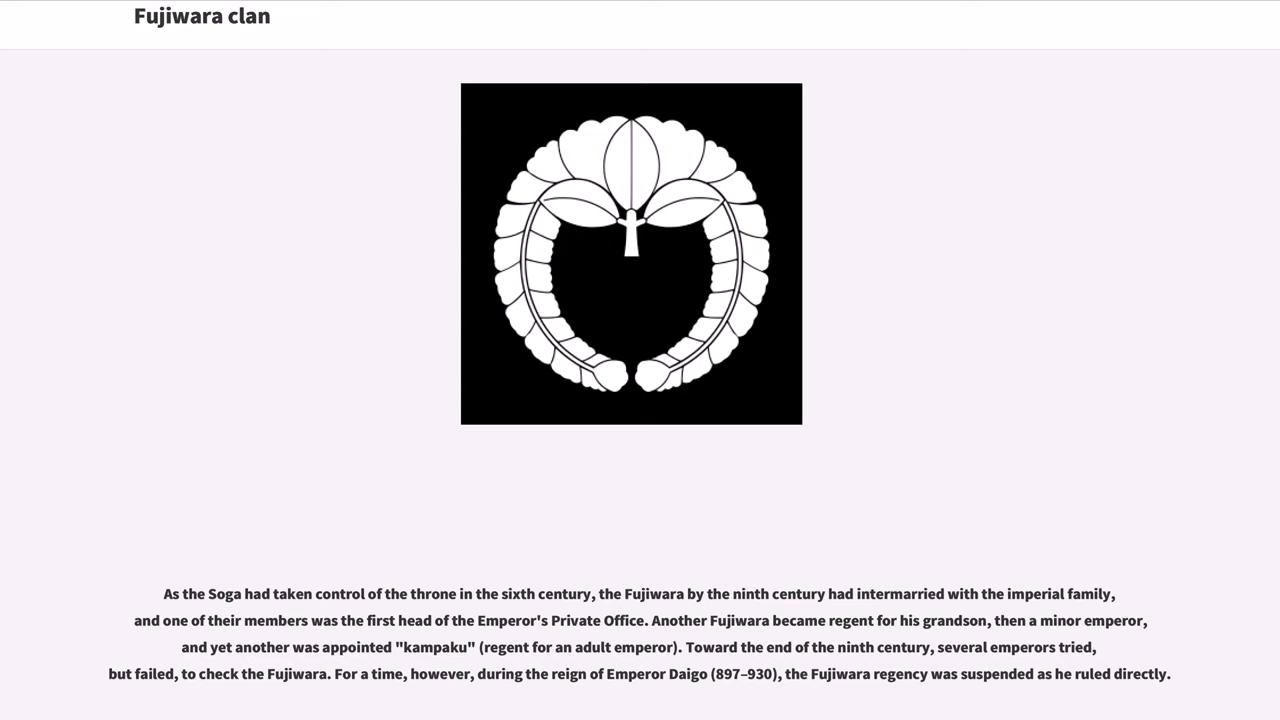 Fujiwara clan
As the Soga had taken control of the throne in the sixth century, the Fujiwara by the ninth century had intermarried with the imperial family,
and one of their members was the first head of the Emperor's Private Office. Another Fujiwara became regent for his grandson, then a minor emperor,
and yet another was appointed "kampaku" (regent for an adult emperor). Toward the end of the ninth century, several emperors tried,
but failed, to check the Fujiwara. For a time, however, during the reign of Emperor Daigo (897–930), the Fujiwara regency was suspended as he ruled directly.